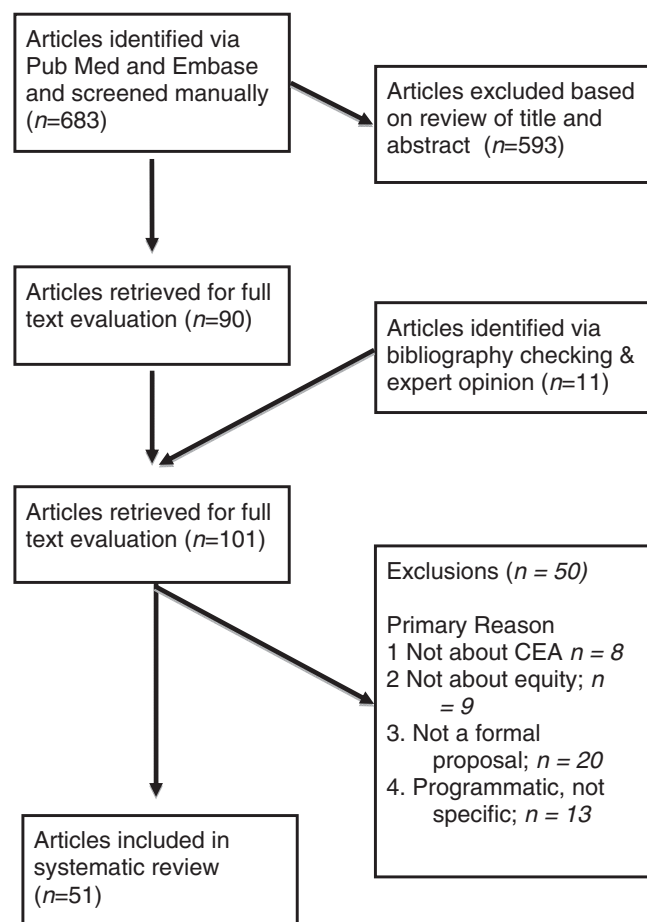 Articles identified via
Pub Med and Embase
and screened manually
(n=683)
Articles excluded based
on review of title and
abstract (n=593)
Articles retrieved for full
text evaluation (n=90)
Articles identified via
bibliography checking &
expert opinion (n=11)
Articles retrieved for full
text evaluation (n=101)
Exclusions (n = 50)
Primary Reason
1 Not about CEA n = 8
2 Not about equity; n
= 9
3. Not a formal
proposal; n = 20
4. Programmatic, not
specific; n = 13
Articles included in
systematic review
(n=51)